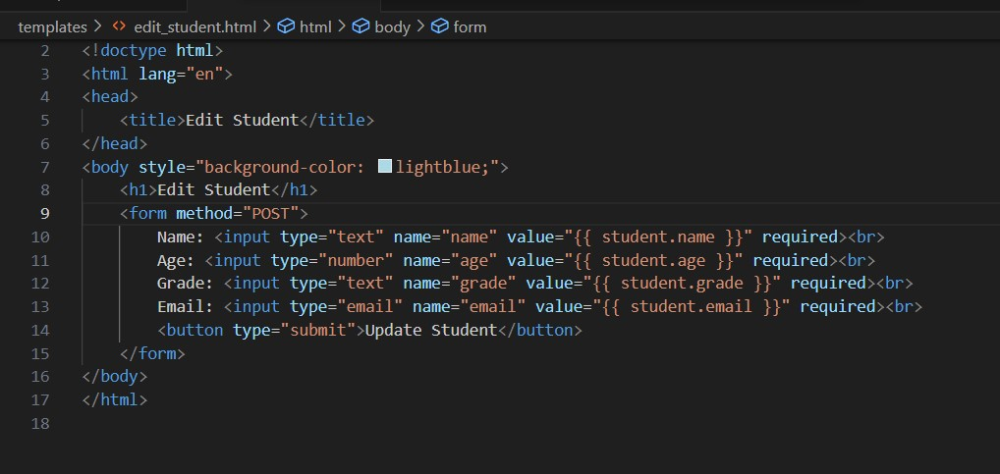 templates > <> edit_student.html > html > body > form
2 <!doctype html>
3 <html lang="en">
4 <head>
5     <title>Edit Student</title>
6 </head>
7 <body style="background-color: lightblue;">
8     <h1>Edit Student</h1>
9     <form method="POST">
10         Name: <input type="text" name="name" value="{{ student.name }}" required><br>
11         Age: <input type="number" name="age" value="{{ student.age }}" required><br>
12         Grade: <input type="text" name="grade" value="{{ student.grade }}" required><br>
13         Email: <input type="email" name="email" value="{{ student.email }}" required><br>
14         <button type="submit">Update Student</button>
15     </form>
16 </body>
17 </html>
18